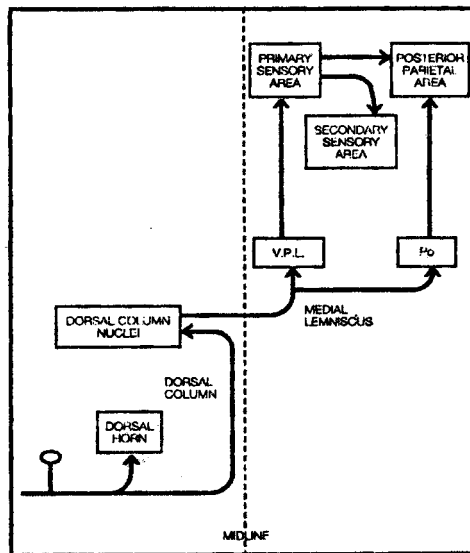 PRIMARY
SENSORY
AREA
POSTERIOR
PARIETAL
AREA
SECONDARY
SENSORY
AREA
V.P.L.
Po
MEDIAL
LEMNISCUS
DORSAL COLUMN
NUCLEI
DORSAL
COLUMN
DORSAL
HORN
MIDLINE